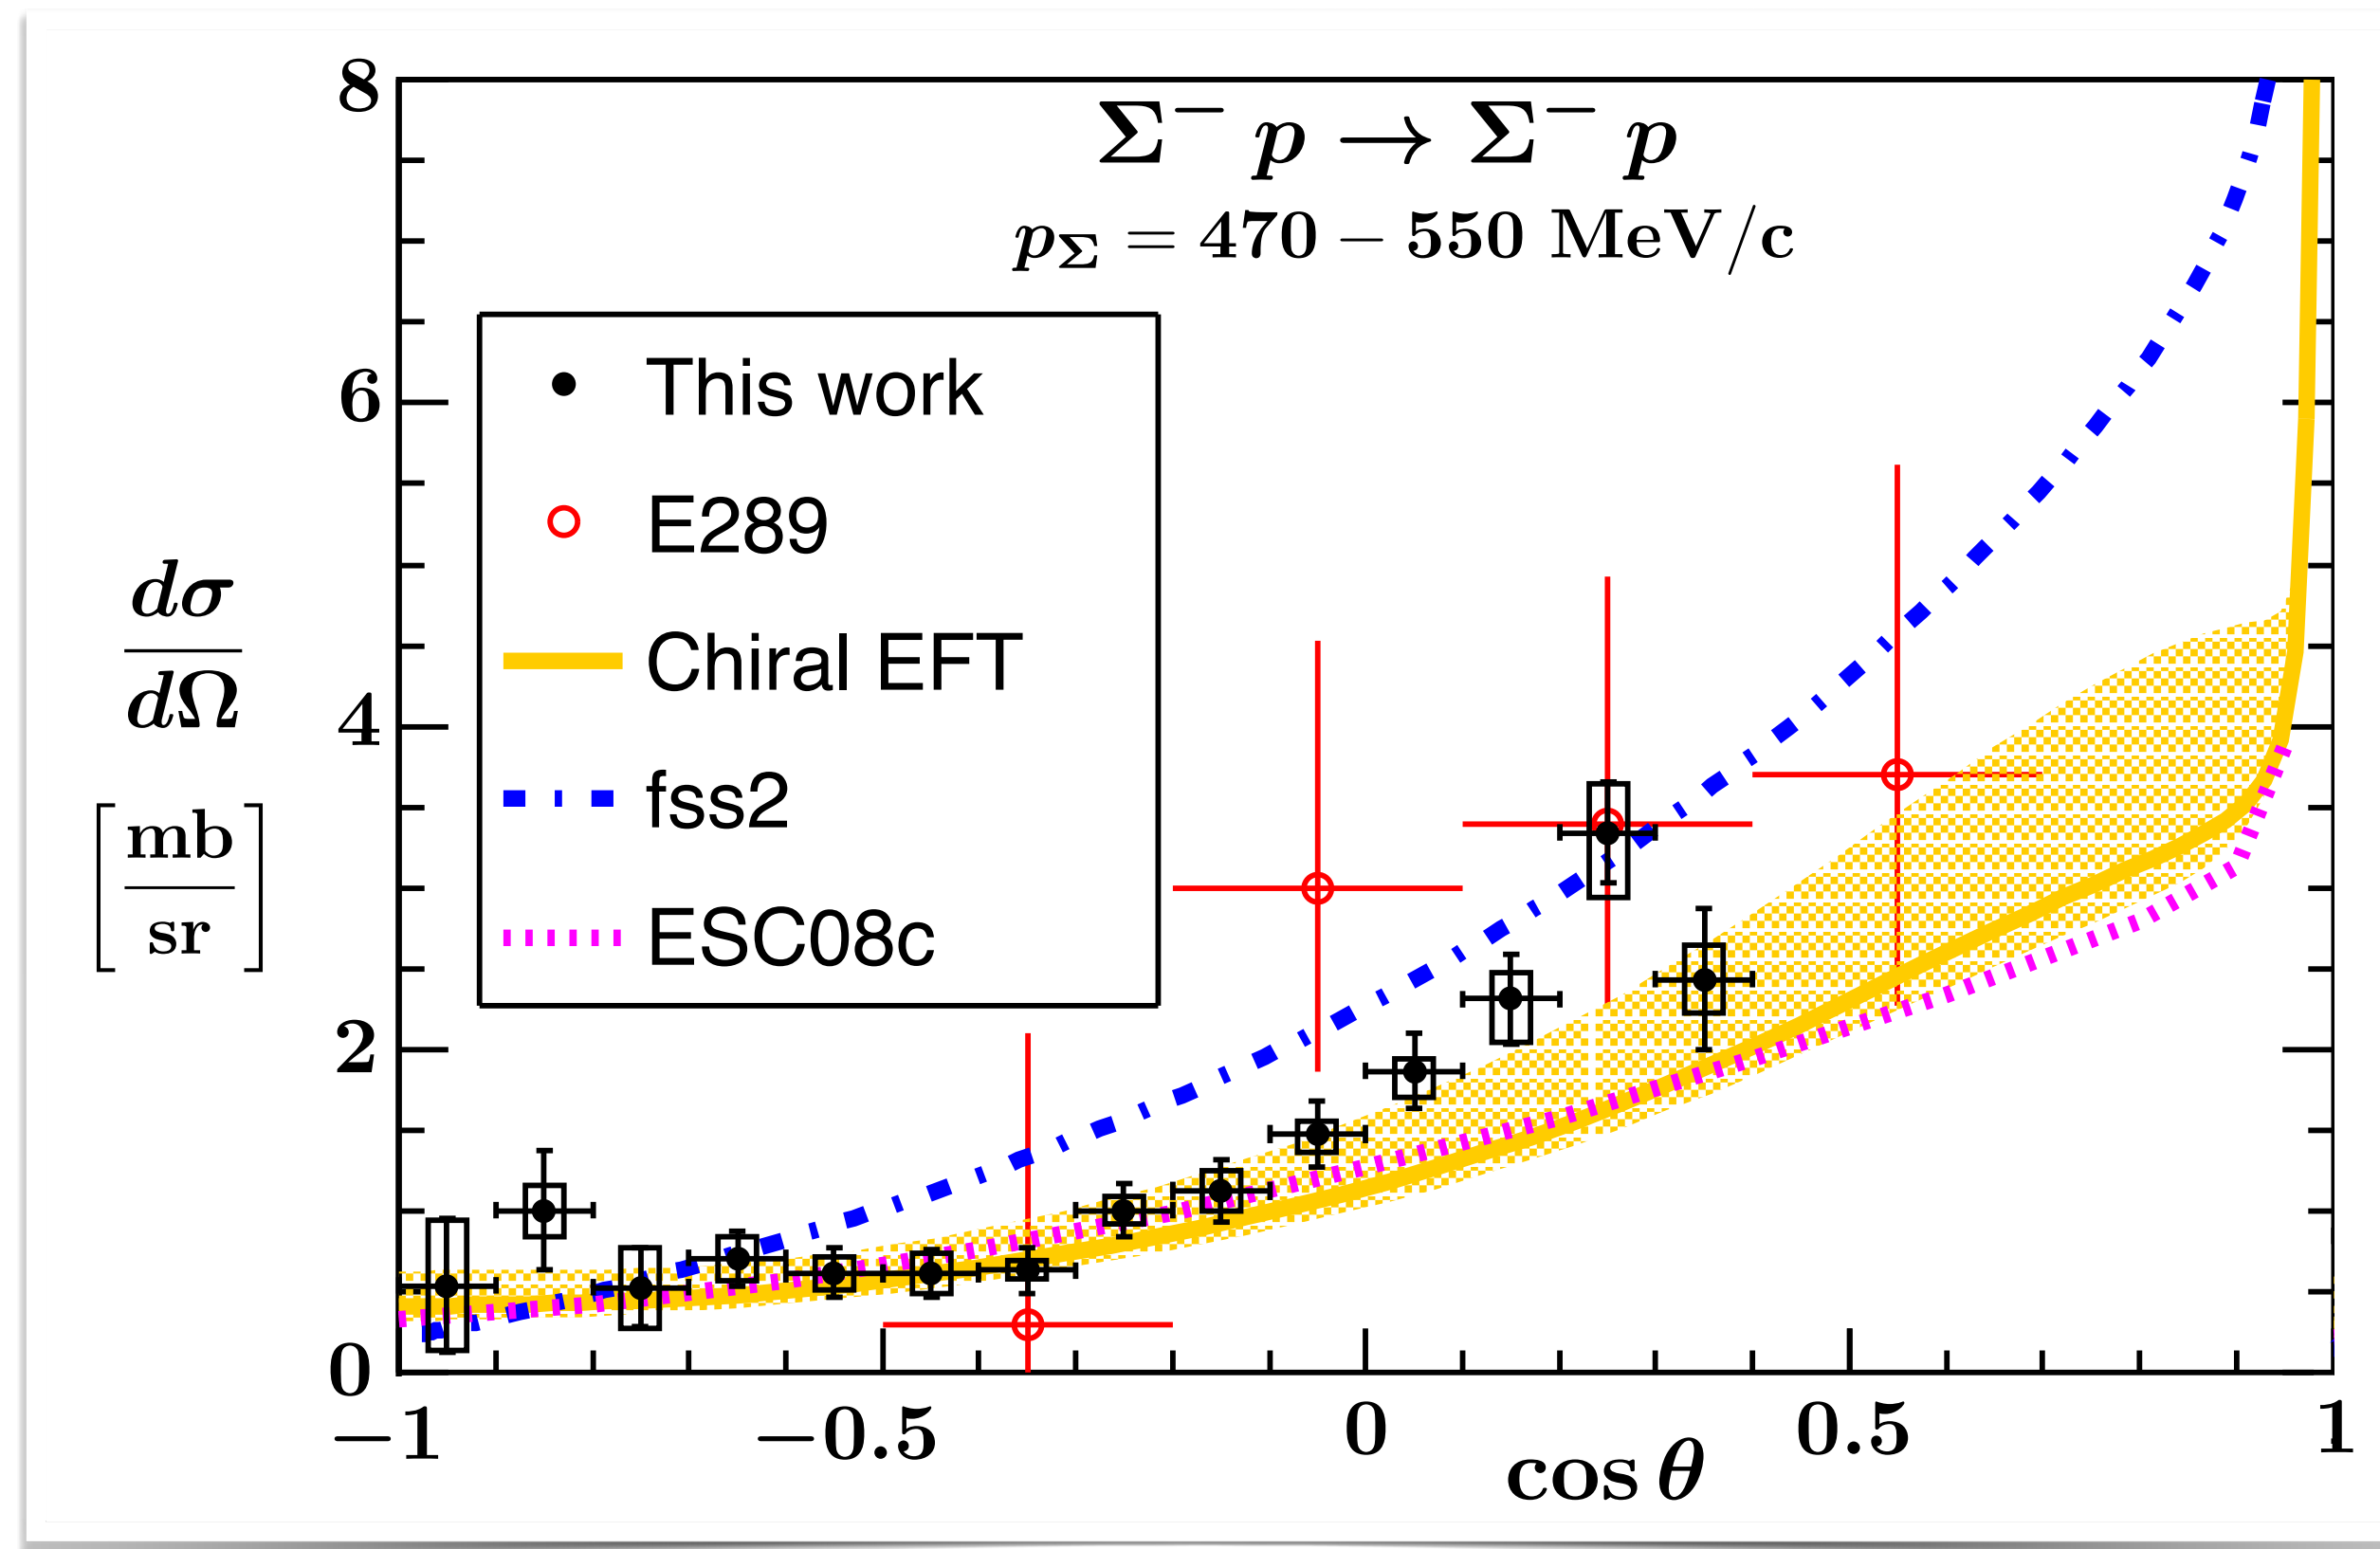 8
Σ⁻ p → Σ⁻ p
p_Σ = 470 − 550 MeV/c
6
This work
E289
Chiral EFT
fss2
ESC08c
dσ
dΩ
[mb
sr]
4
2
0
−1
−0.5
0
0.5
1
cos θ